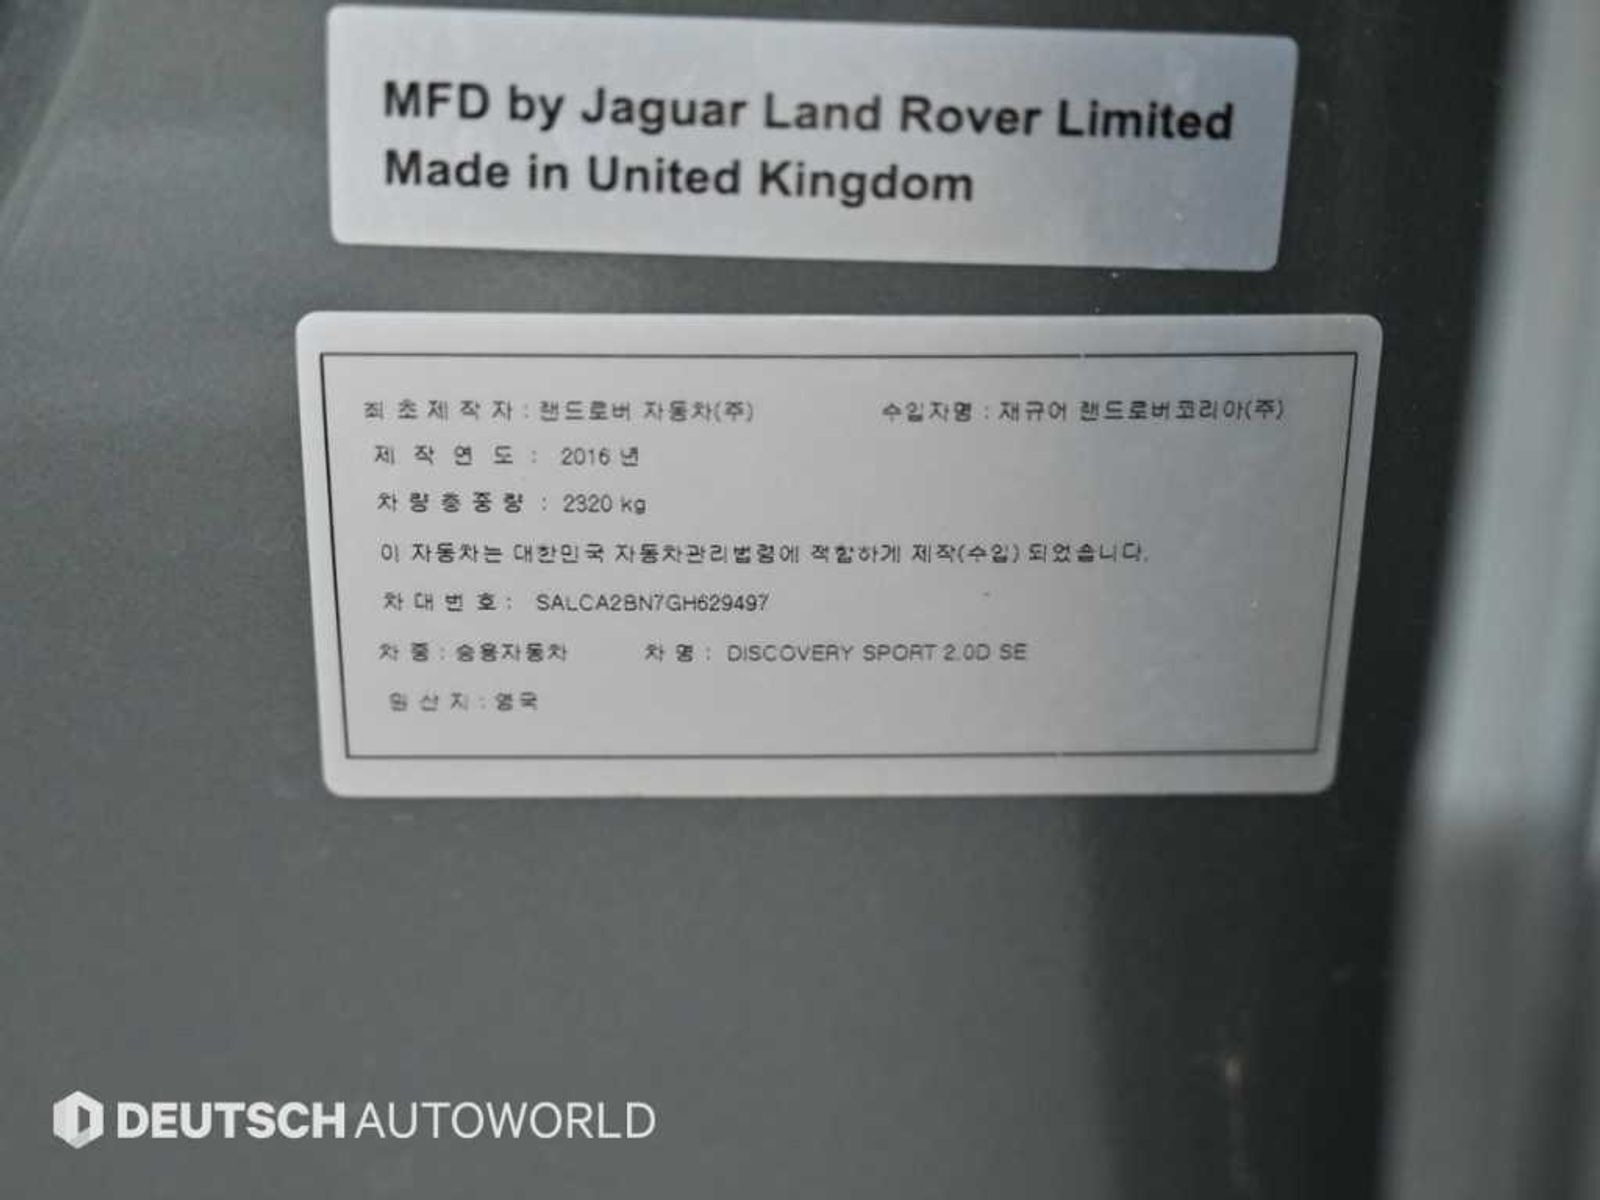 MFD by Jaguar Land Rover Limited
Made in United Kingdom
최 초 제 작 자 : 랜드로버 자동차(주) 수입자명 : 재규어 랜드로버코리아(주)
제 작 연 도 : 2016 년
차 량 총 중 량 : 2320 kg
이 자동차는 대한민국 자동차관리법령에 적합하게 제작(수입) 되었습니다.
차 대 번 호 : SALCA2BN7GH629497
차 종 : 승용자동차 차 명 : DISCOVERY SPORT 2.0D SE
원 산 지 : 영국
DEUTSCH AUTOWORLD